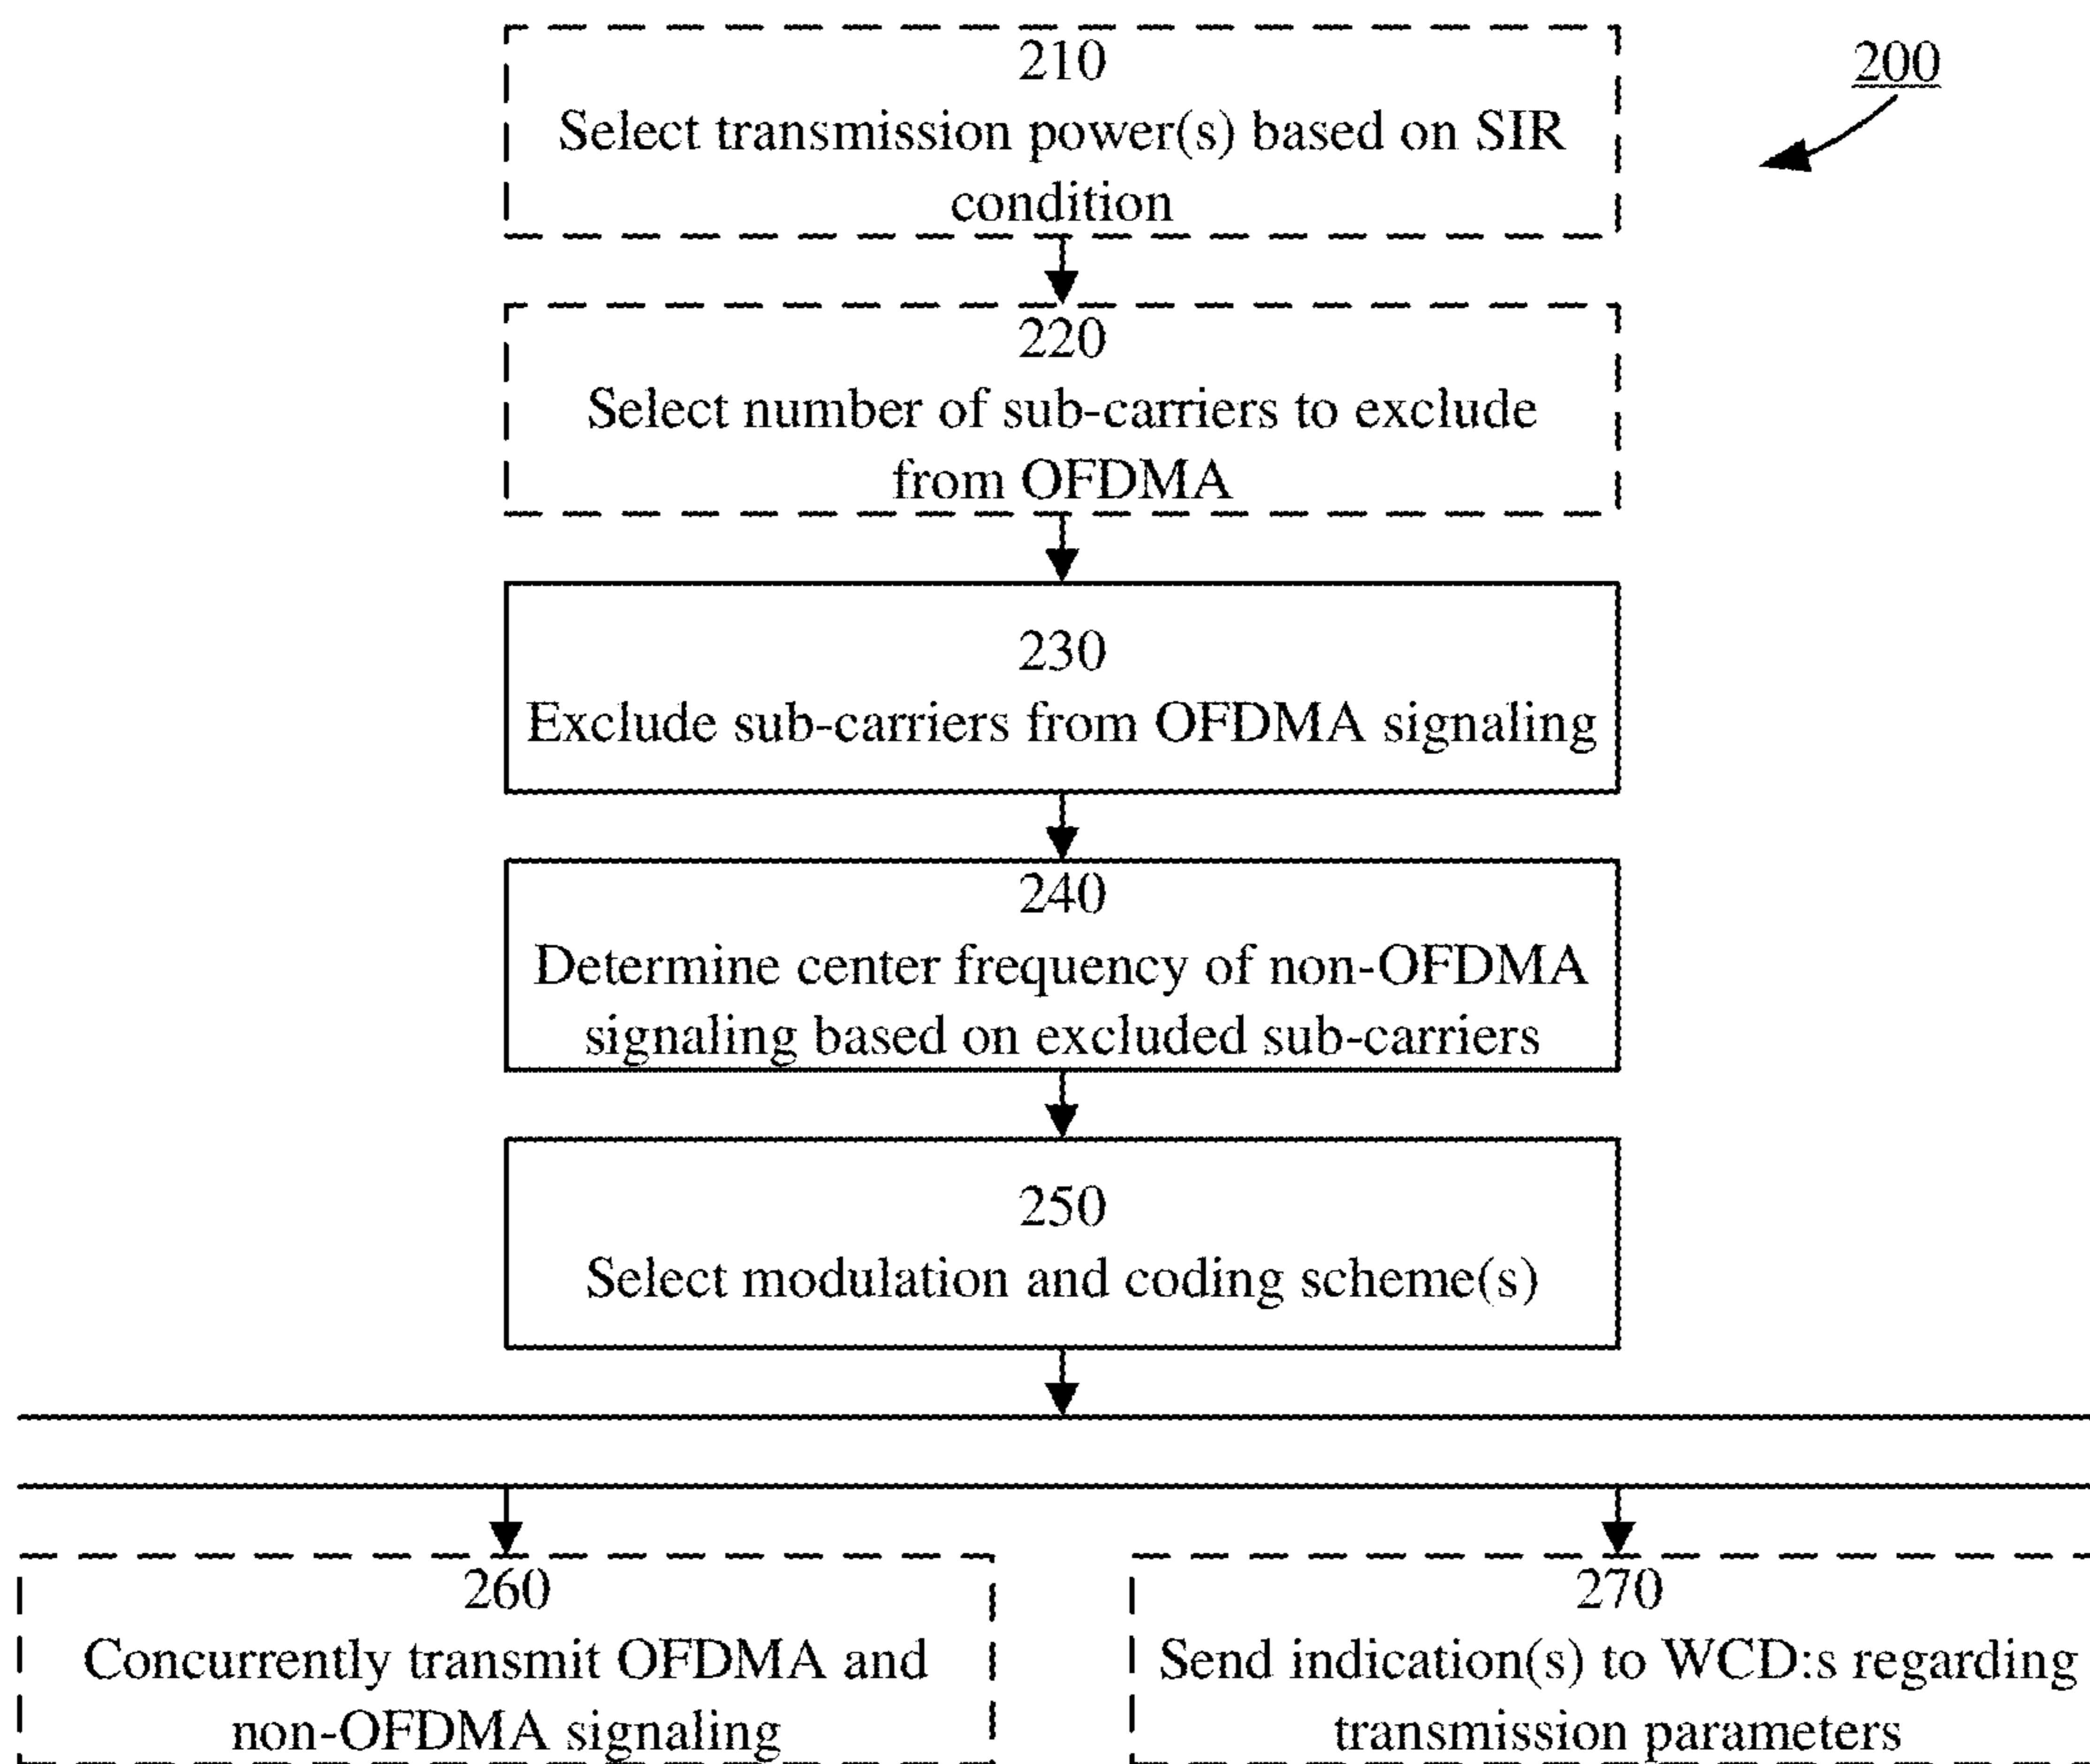 210
Select transmission power(s) based on SIR
condition
200
220
Select number of sub-carriers to exclude
from OFDMA
230
Exclude sub-carriers from OFDMA signaling
240
Determine center frequency of non-OFDMA
signaling based on excluded sub-carriers
250
Select modulation and coding scheme(s)
260
Concurrently transmit OFDMA and
non-OFDMA signaling
270
Send indication(s) to WCD:s regarding
transmission parameters